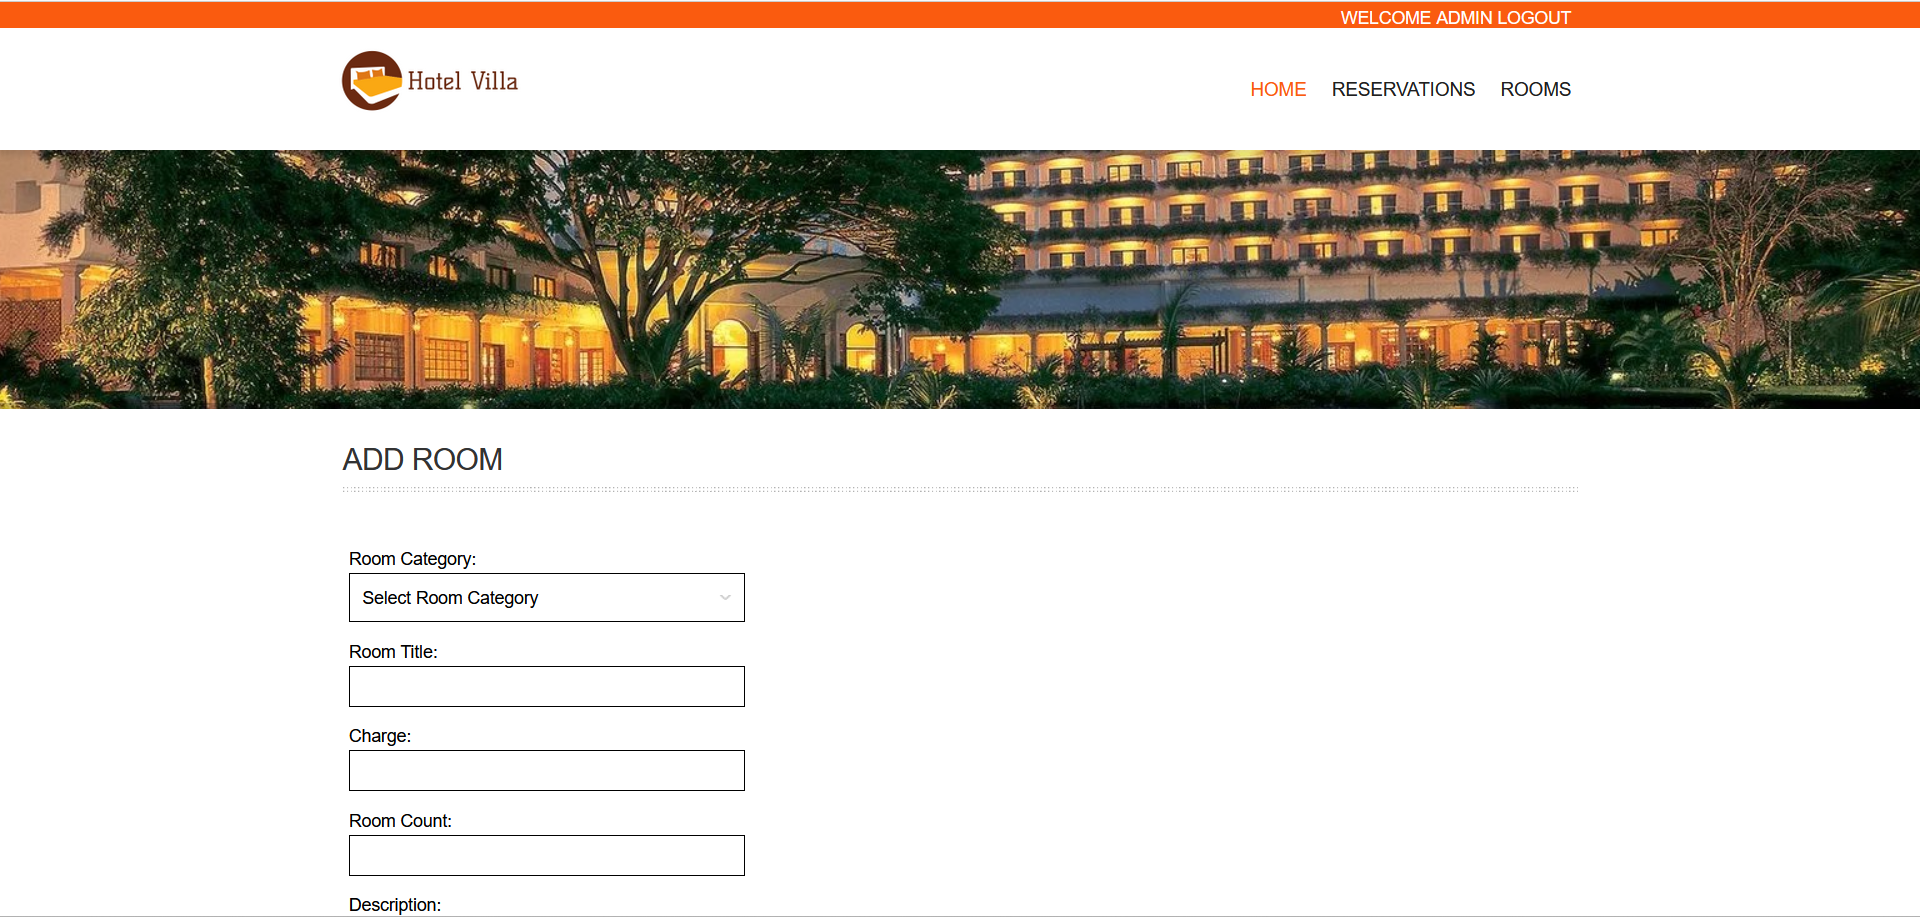 WELCOME ADMIN LOGOUT
Hotel Villa
HOME RESERVATIONS ROOMS
ADD ROOM
Room Category:
Select Room Category
Room Title:
Charge:
Room Count:
Description: